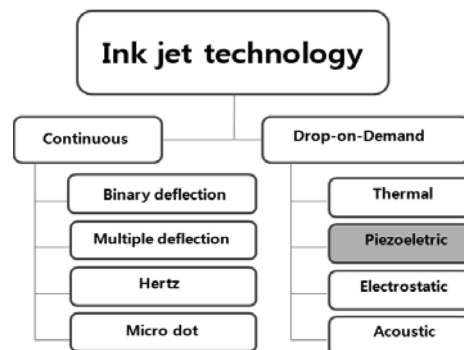 Ink jet technology
Continuous
Drop-on-Demand
Binary deflection
Multiple deflection
Hertz
Micro dot
Thermal
Piezoeletric
Electrostatic
Acoustic